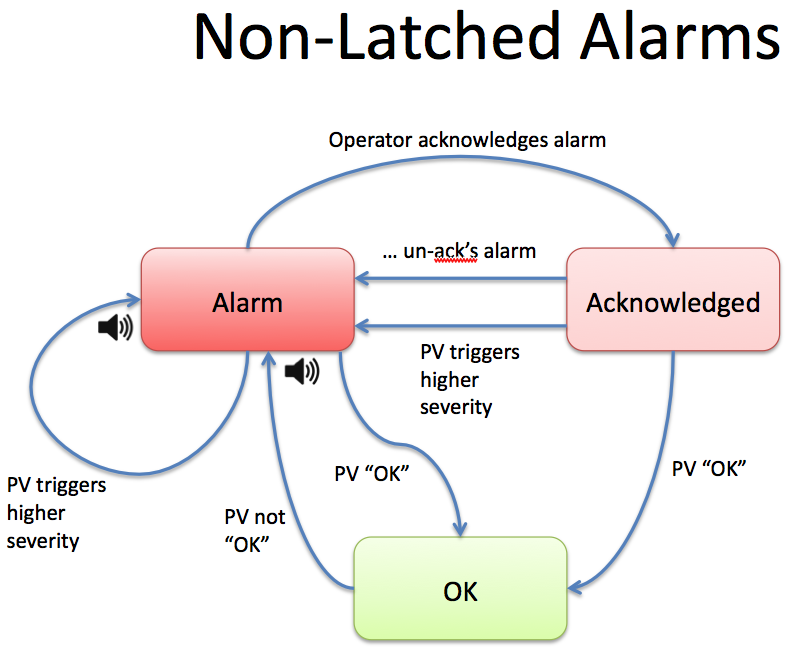 Non-Latched Alarms
Operator acknowledges alarm
... un-ack’s alarm
Alarm
Acknowledged
PV triggers
higher
severity
PV “OK”
PV “OK”
PV triggers
higher
severity
PV not
“OK”
OK